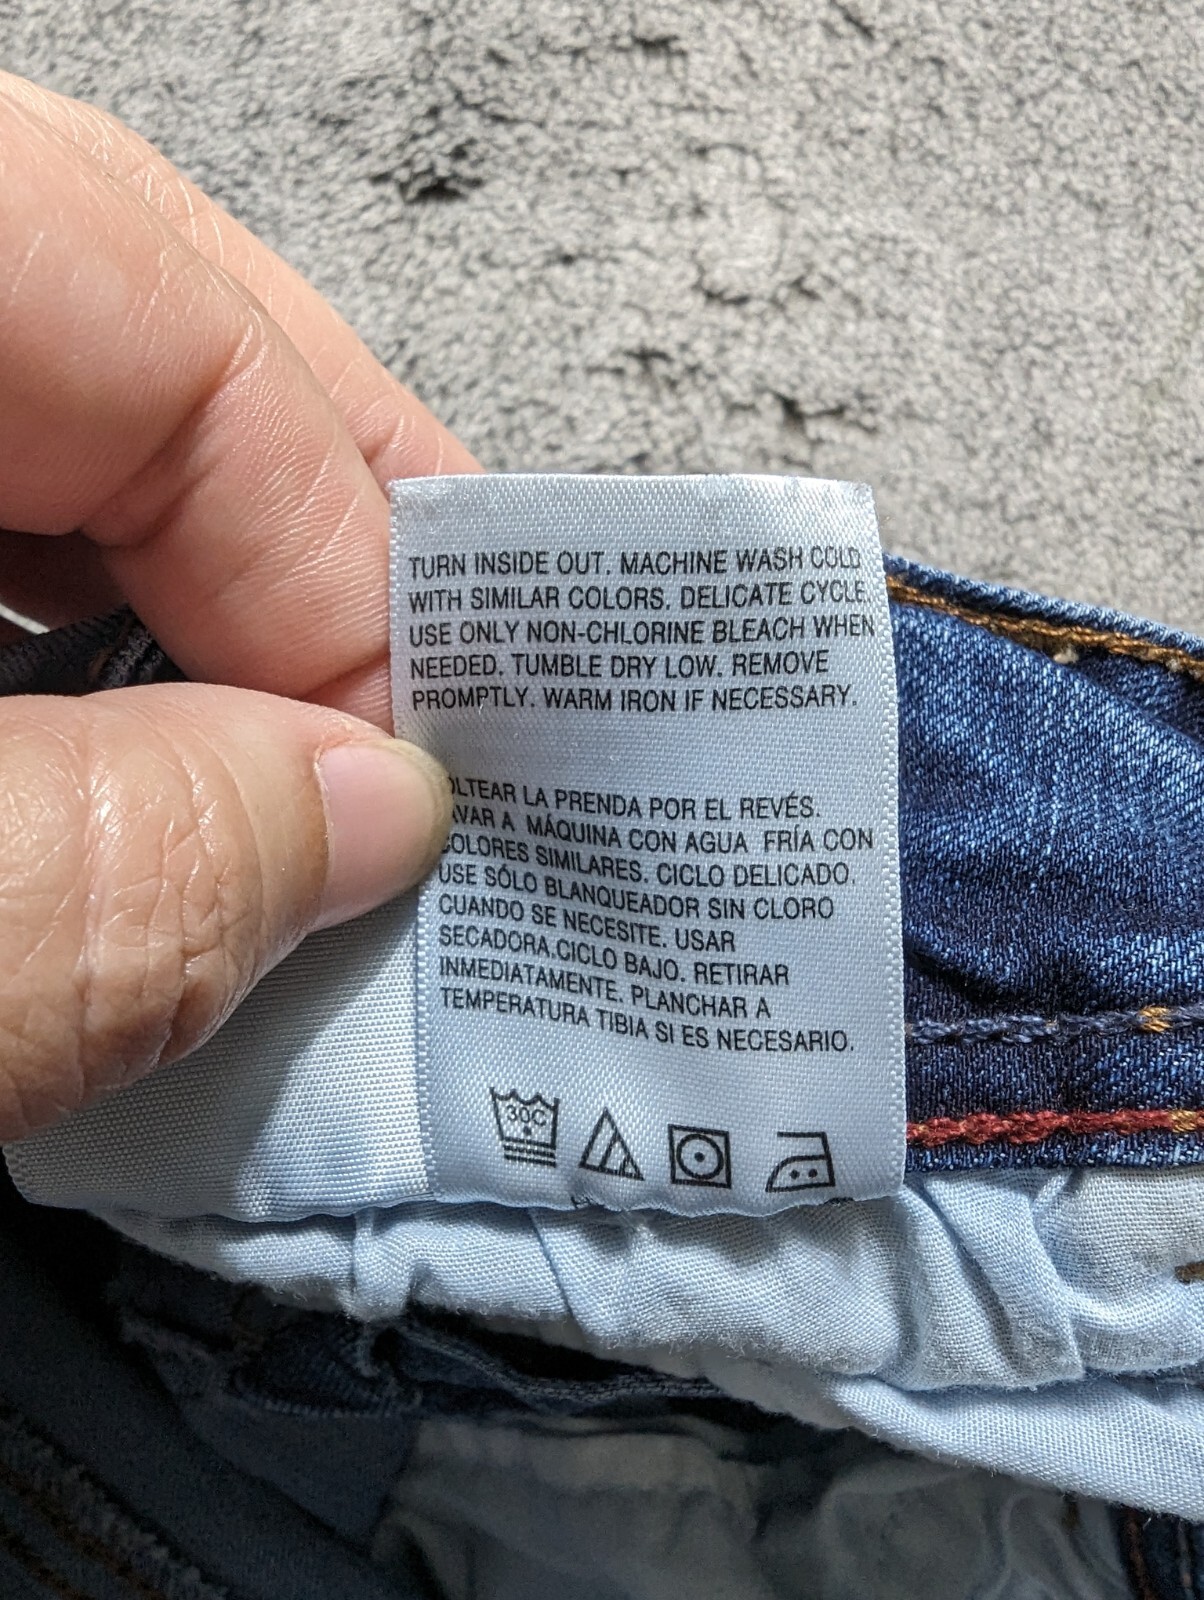 TURN INSIDE OUT. MACHINE WASH COLD
WITH SIMILAR COLORS. DELICATE CYCLE.
USE ONLY NON-CHLORINE BLEACH WHEN
NEEDED. TUMBLE DRY LOW. REMOVE
PROMPTLY. WARM IRON IF NECESSARY.
OLTEAR LA PRENDA POR EL REVÉS.
AVAR A MÁQUINA CON AGUA FRÍA CON
COLORES SIMILARES. CICLO DELICADO.
USE SÓLO BLANQUEADOR SIN CLORO
CUANDO SE NECESITE. USAR
SECADORA.CICLO BAJO. RETIRAR
INMEDIATAMENTE. PLANCHAR A
TEMPERATURA TIBIA SI ES NECESARIO.
30C